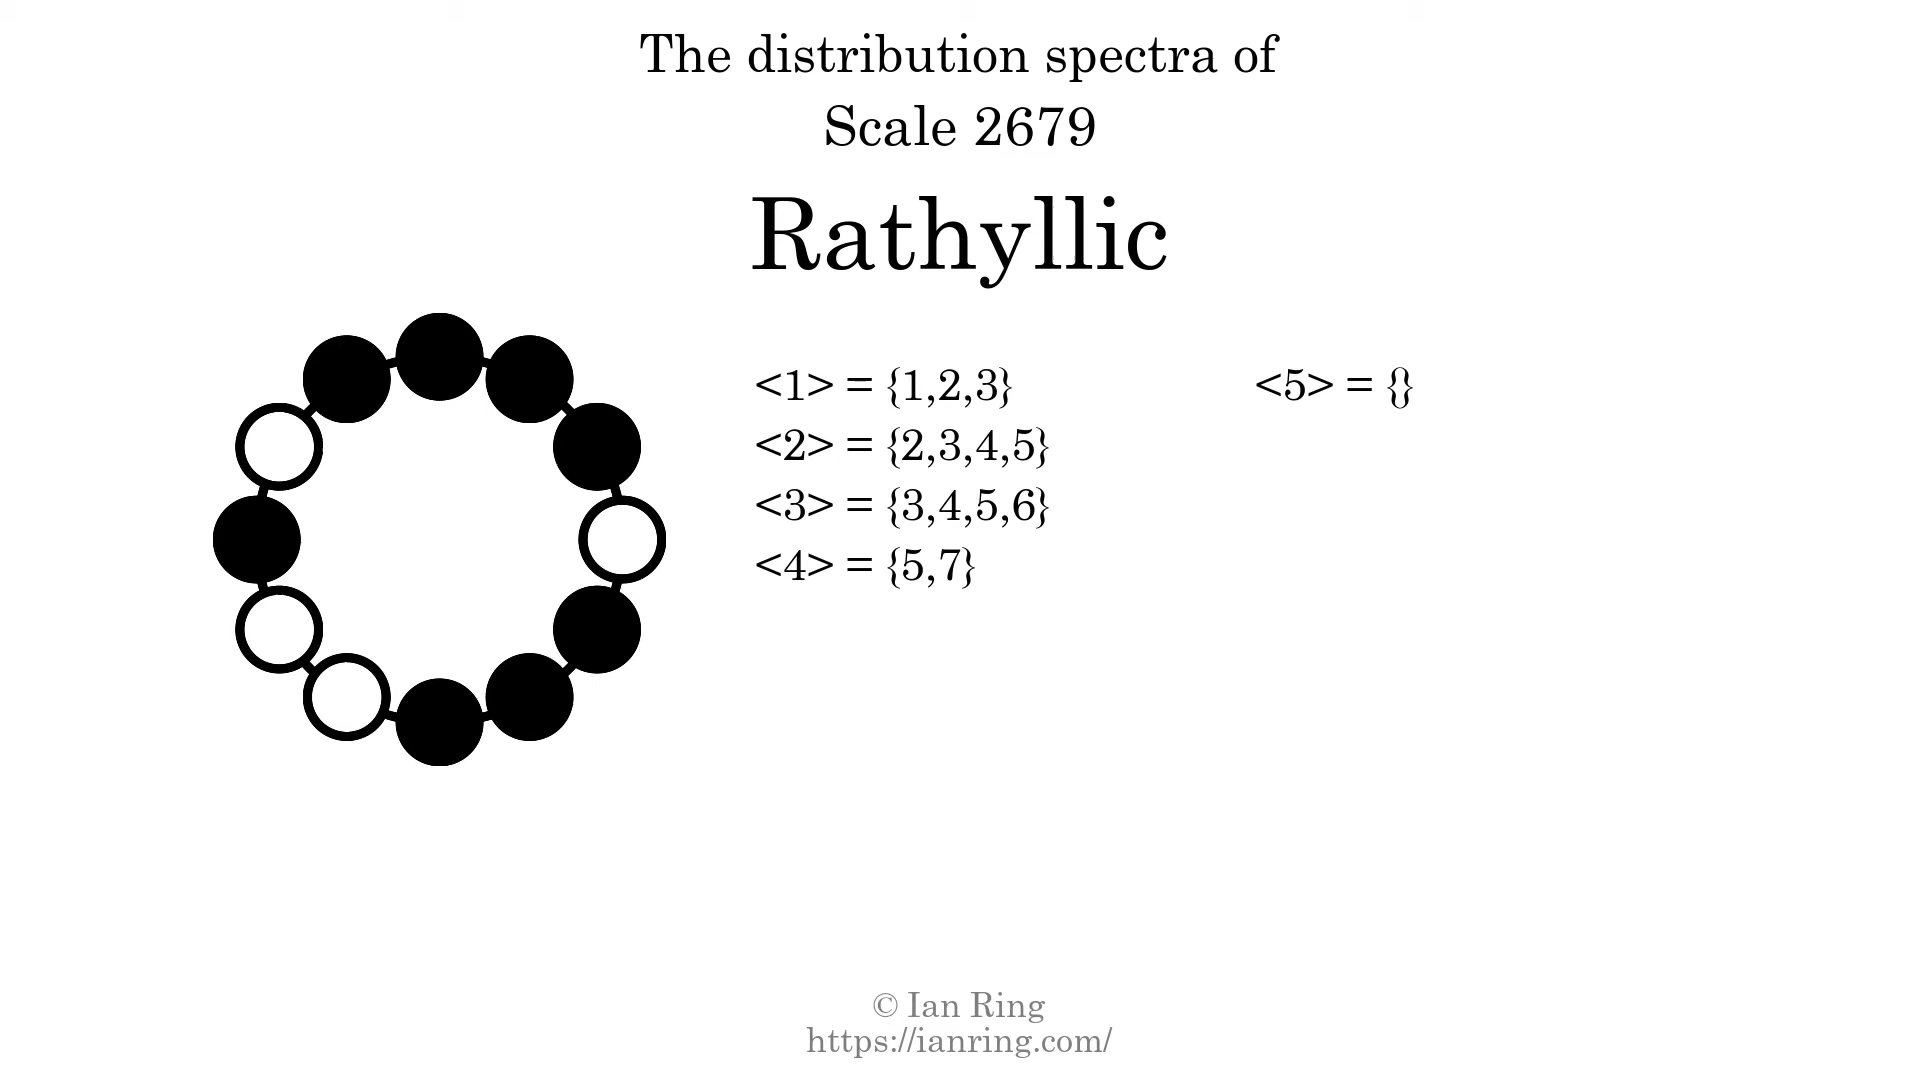 The distribution spectra of
Scale 2679
Rathyllic
<1> = {1,2,3}
<2> = {2,3,4,5}
<3> = {3,4,5,6}
<4> = {5,7}
<5> = {}
© Ian Ring
https://ianring.com/